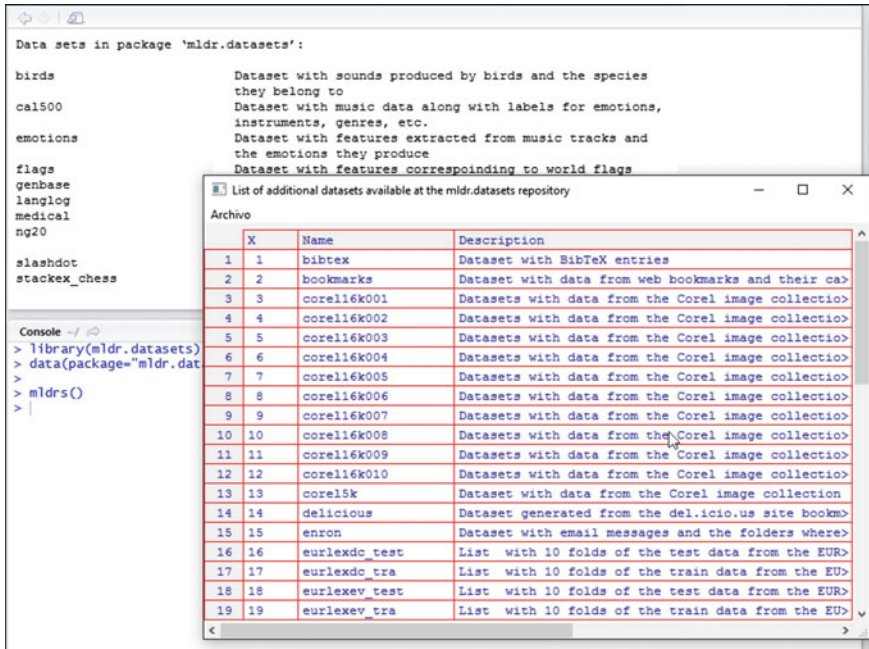 Data sets in package 'mldr.datasets':
birds Dataset with sounds produced by birds and the species
they belong to
cal500 Dataset with music data along with labels for emotions,
instruments, genres, etc.
emotions Dataset with features extracted from music tracks and
the emotions they produce
flags Dataset with features correspoinding to world flags
genbase
langlog
medical
ng20
slashdot
stackex_chess
Console ~/
> library(mldr.datasets)
> data(package="mldr.dat
>
> mldrs()
>
List of additional datasets available at the mldr.datasets repository
Archivo
X Name Description
1 1 bibtex Dataset with BibTeX entries
2 2 bookmarks Dataset with data from web bookmarks and their ca>
3 3 corel16k001 Datasets with data from the Corel image collectio>
4 4 corel16k002 Datasets with data from the Corel image collectio>
5 5 corel16k003 Datasets with data from the Corel image collectio>
6 6 corel16k004 Datasets with data from the Corel image collectio>
7 7 corel16k005 Datasets with data from the Corel image collectio>
8 8 corel16k006 Datasets with data from the Corel image collectio>
9 9 corel16k007 Datasets with data from the Corel image collectio>
10 10 corel16k008 Datasets with data from the Corel image collectio>
11 11 corel16k009 Datasets with data from the Corel image collectio>
12 12 corel16k010 Datasets with data from the Corel image collectio>
13 13 corel5k Dataset with data from the Corel image collection
14 14 delicious Dataset generated from the del.icio.us site bookm>
15 15 enron Dataset with email messages and the folders where>
16 16 eurlexdc_test List with 10 folds of the test data from the EUR>
17 17 eurlexdc_tra List with 10 folds of the train data from the EU>
18 18 eurlexev_test List with 10 folds of the test data from the EUR>
19 19 eurlexev_tra List with 10 folds of the train data from the EU>